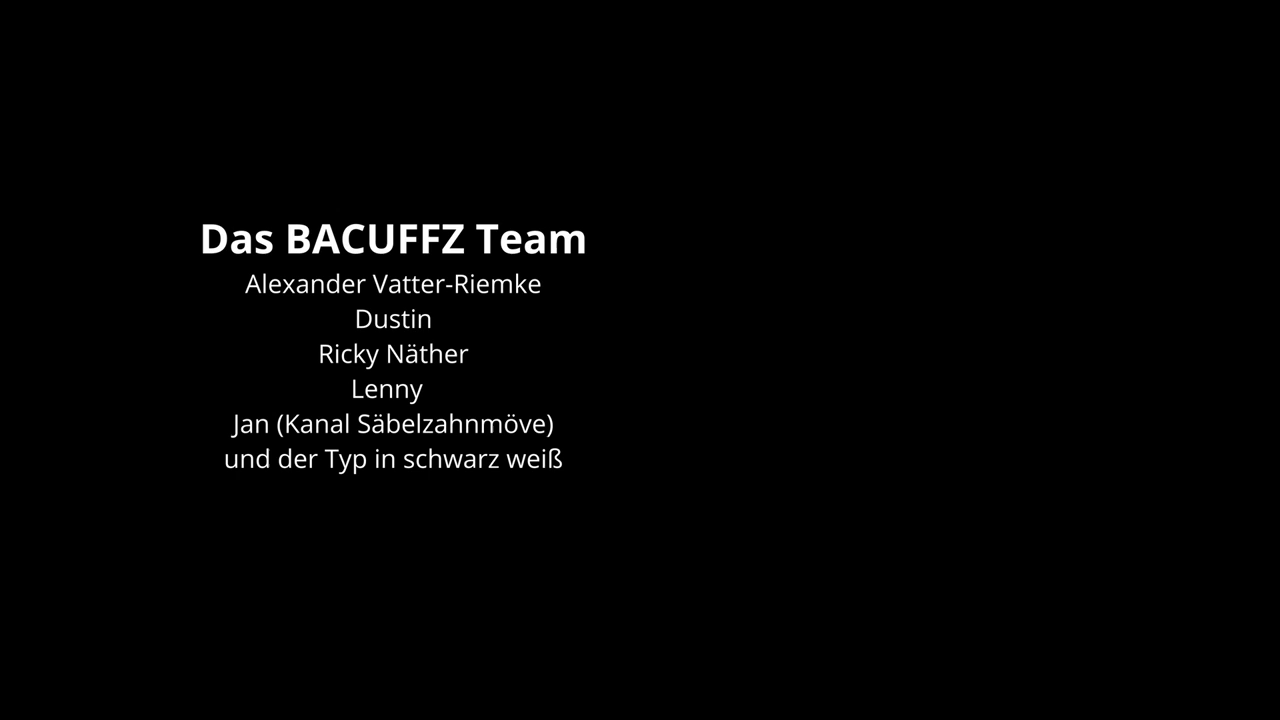 Das BACUFFZ Team
Alexander Vatter-Riemke
Dustin
Ricky Näther
Lenny
Jan (Kanal Säbelzahnmöve)
und der Typ in schwarz weiß